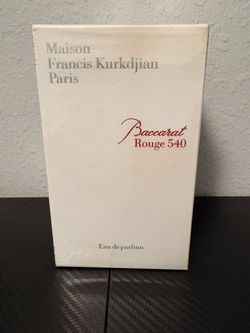 Maison
Francis Kurkdjian
Paris
Baccarat
Rouge 540
Eau de parfum